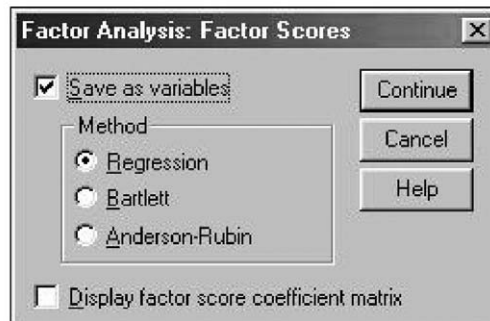 Factor Analysis: Factor Scores
Save as variables
Continue
Method
Cancel
Regression
Help
Bartlett
Anderson-Rubin
Display factor score coefficient matrix